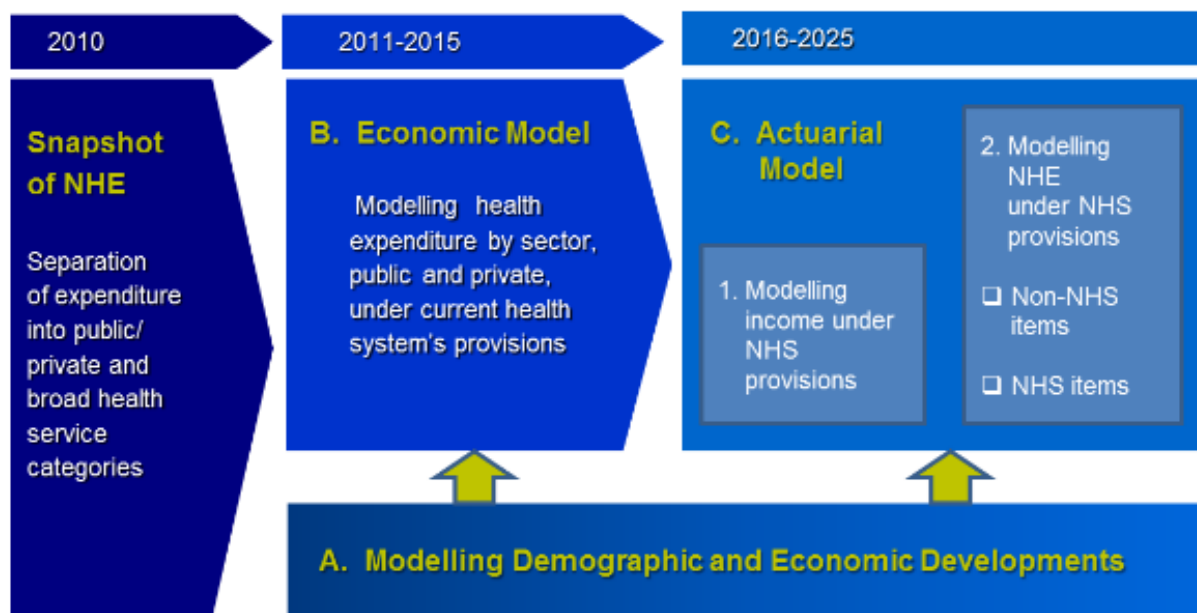 2010
2011-2015
2016-2025
Snapshot
of NHE
Separation
of expenditure
into public/
private and
broad health
service
categories
B. Economic Model
Modelling health
expenditure by sector,
public and private,
under current health
system's provisions
C. Actuarial
Model
1. Modelling
income under
NHS
provisions
2. Modelling
NHE
under NHS
provisions
❑ Non-NHS
items
❑ NHS items
A. Modelling Demographic and Economic Developments